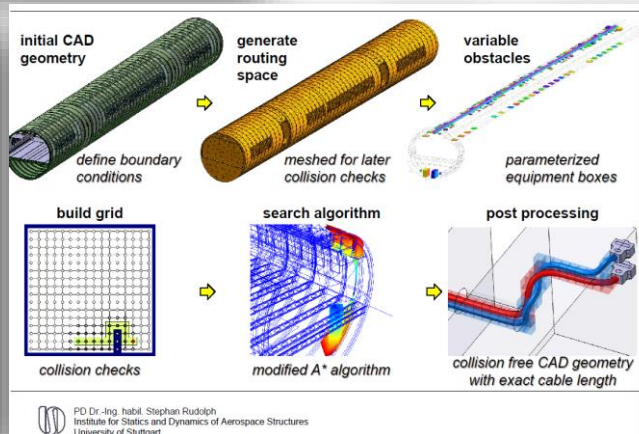 initial CAD
geometry
generate
routing
space
variable
obstacles
define boundary
conditions
meshed for later
collision checks
parameterized
equipment boxes
build grid
search algorithm
post processing
collision checks
modified A* algorithm
collision free CAD geometry
with exact cable length
PD Dr.-Ing. habil. Stephan Rudolph
Institute for Statics and Dynamics of Aerospace Structures
University of Stuttgart